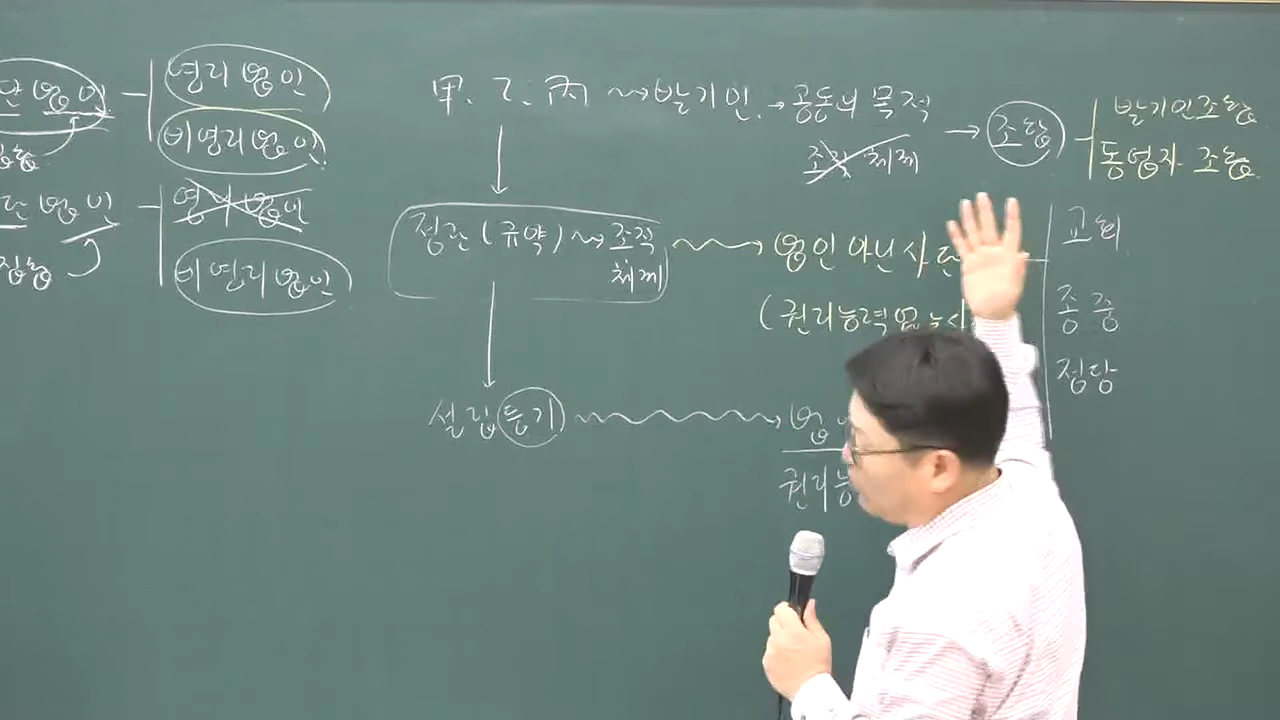 영리 법인
비영리 법인
영리 법인
비영리 법인
甲. 乙. 丙 발기인. → 공동의 목적 → 조합
조직 체계
발기인조합
동업자 조합
정관 (규약) 조직
체계
법인 아닌 사단
(권리능력 없는 사
교회
종중
정당
설립등기
권리능